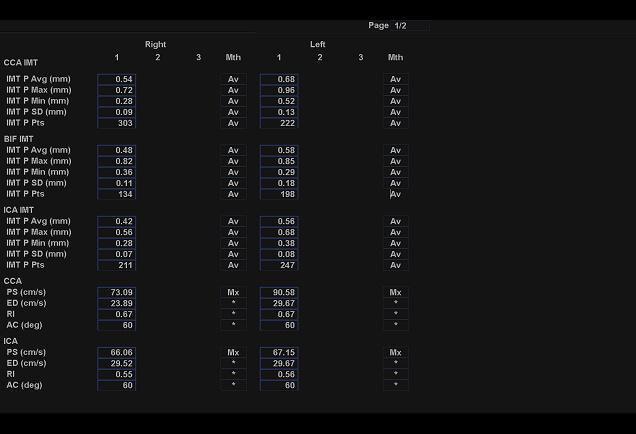 Page 1/2
Right Left
1 2 3 Mth 1 2 3 Mth
CCA IMT
IMT P Avg (mm) 0.54 Av 0.68 Av
IMT P Max (mm) 0.72 Av 0.96 Av
IMT P Min (mm) 0.28 Av 0.52 Av
IMT P SD (mm) 0.09 Av 0.13 Av
IMT P Pts 303 Av 222 Av
BIF IMT
IMT P Avg (mm) 0.48 Av 0.58 Av
IMT P Max (mm) 0.82 Av 0.85 Av
IMT P Min (mm) 0.36 Av 0.29 Av
IMT P SD (mm) 0.11 Av 0.18 Av
IMT P Pts 134 Av 198 Av
ICA IMT
IMT P Avg (mm) 0.42 Av 0.56 Av
IMT P Max (mm) 0.56 Av 0.68 Av
IMT P Min (mm) 0.28 Av 0.38 Av
IMT P SD (mm) 0.07 Av 0.08 Av
IMT P Pts 211 Av 247 Av
CCA
PS (cm/s) 73.09 Mx 90.58 Mx
ED (cm/s) 23.89 * 29.67 *
RI 0.67 * 0.67 *
AC (deg) 60 * 60 *
ICA
PS (cm/s) 66.06 Mx 67.15 Mx
ED (cm/s) 29.52 * 29.67 *
RI 0.55 * 0.56 *
AC (deg) 60 * 60 *